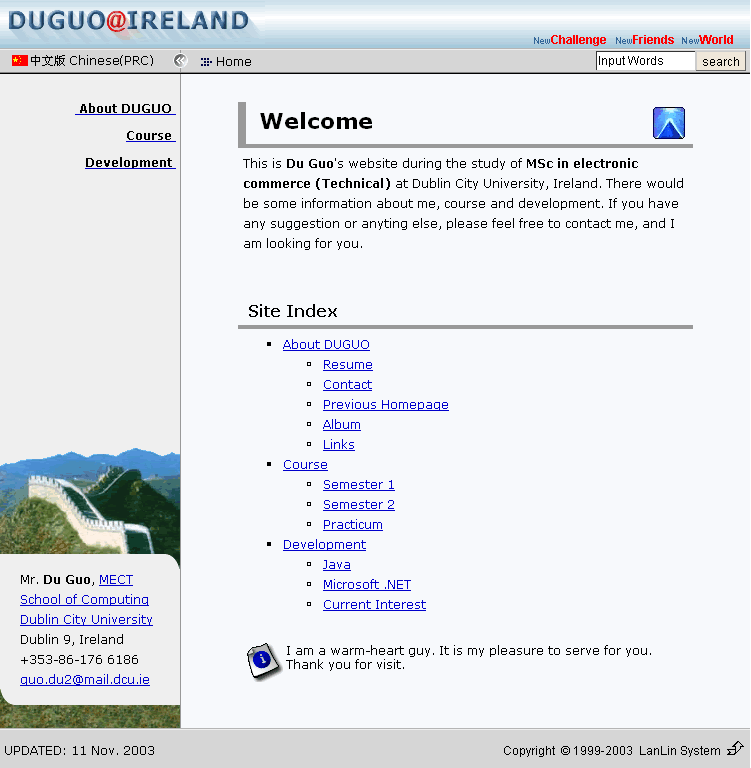 DUGUO@IRELAND
NewChallenge NewFriends NewWorld
中文版 Chinese(PRC) Home Input Words search
About DUGUO
Course
Development
Welcome
This is Du Guo's website during the study of MSc in electronic
commerce (Technical) at Dublin City University, Ireland. There would
be some information about me, course and development. If you have
any suggestion or anyting else, please feel free to contact me, and I
am looking for you.
Site Index
About DUGUO
Resume
Contact
Previous Homepage
Album
Links
Course
Semester 1
Semester 2
Practicum
Development
Java
Microsoft .NET
Current Interest
Mr. Du Guo, MECT
School of Computing
Dublin City University
Dublin 9, Ireland
+353-86-176 6186
guo.du2@mail.dcu.ie
I am a warm-heart guy. It is my pleasure to serve for you.
Thank you for visit.
UPDATED: 11 Nov. 2003 Copyright © 1999-2003 LanLin System